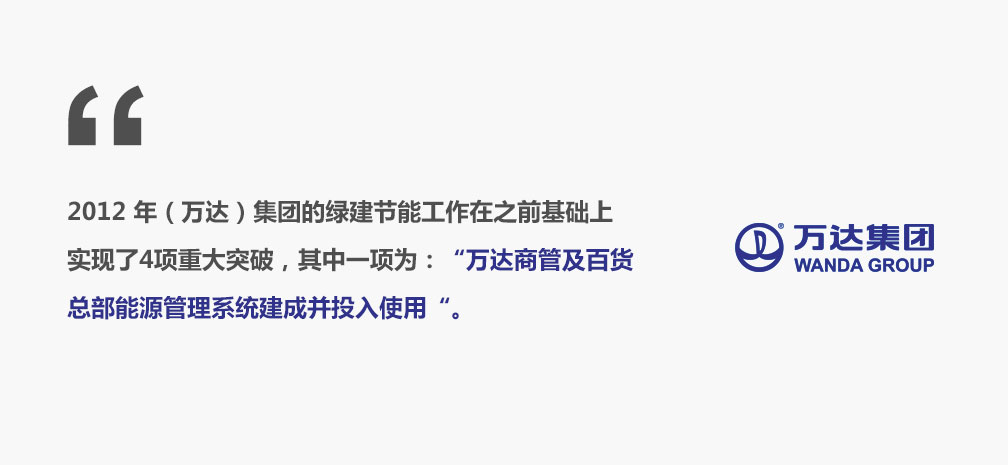 2012 年（万达）集团的绿建节能工作在之前基础上
实现了4项重大突破，其中一项为：“万达商管及百货
总部能源管理系统建成并投入使用“。
万达集团
WANDA GROUP